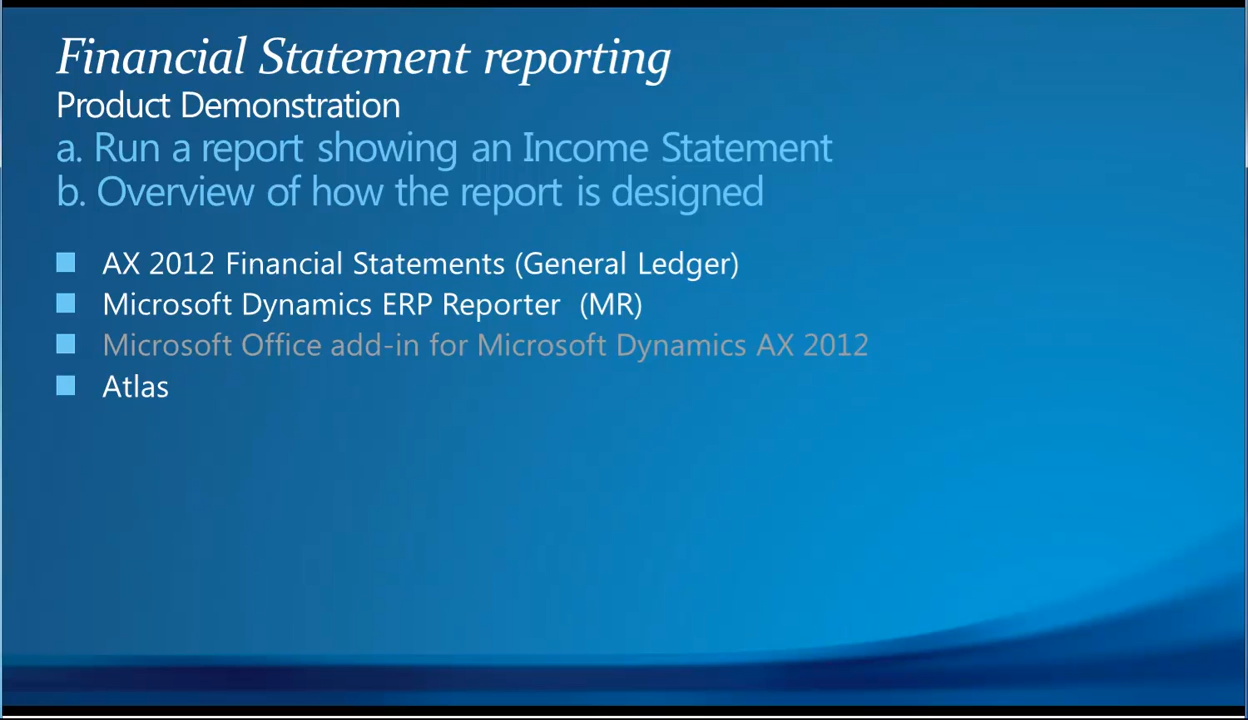 Financial Statement reporting
Product Demonstration
a. Run a report showing an Income Statement
b. Overview of how the report is designed
AX 2012 Financial Statements (General Ledger)
Microsoft Dynamics ERP Reporter (MR)
Microsoft Office add-in for Microsoft Dynamics AX 2012
Atlas